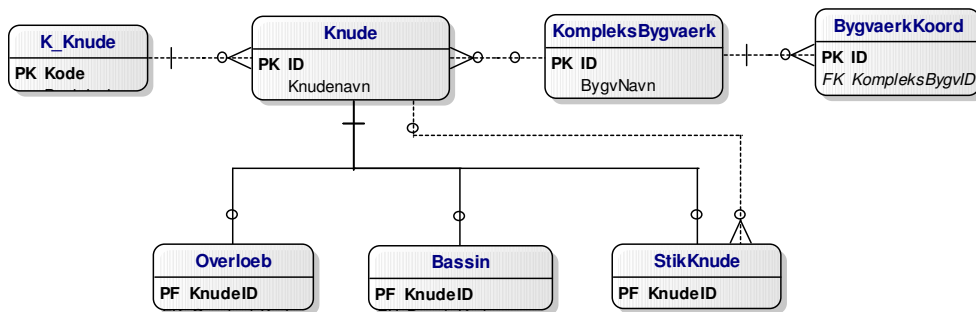 K_Knude
PK Kode
Knude
PK ID
Knudenavn
KompleksBygvaerk
PK ID
BygvNavn
BygvaerkKoord
PK ID
FK KompleksBygvID
Overloeb
PF KnudeID
Bassin
PF KnudeID
StikKnude
PF KnudeID